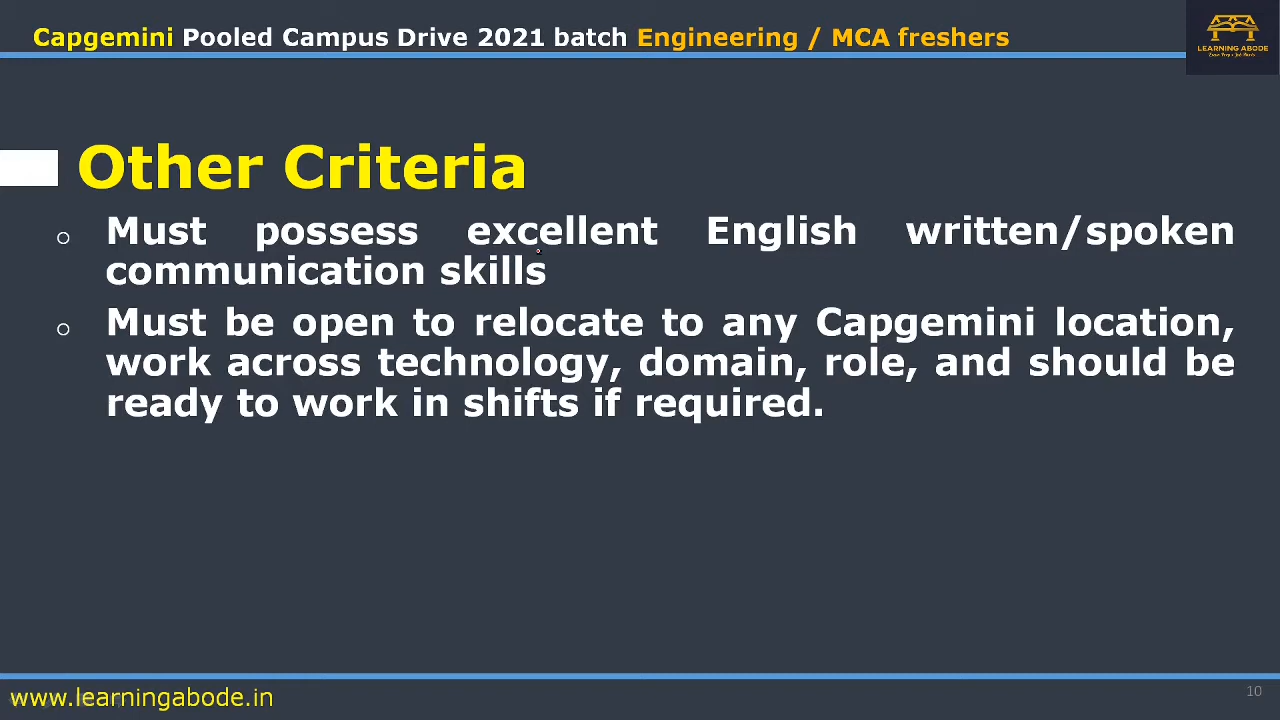 Capgemini Pooled Campus Drive 2021 batch Engineering / MCA freshers
LEARNING ABODE
Other Criteria
Must possess excellent English written/spoken
communication skills
Must be open to relocate to any Capgemini location,
work across technology, domain, role, and should be
ready to work in shifts if required.
www.learningabode.in
10